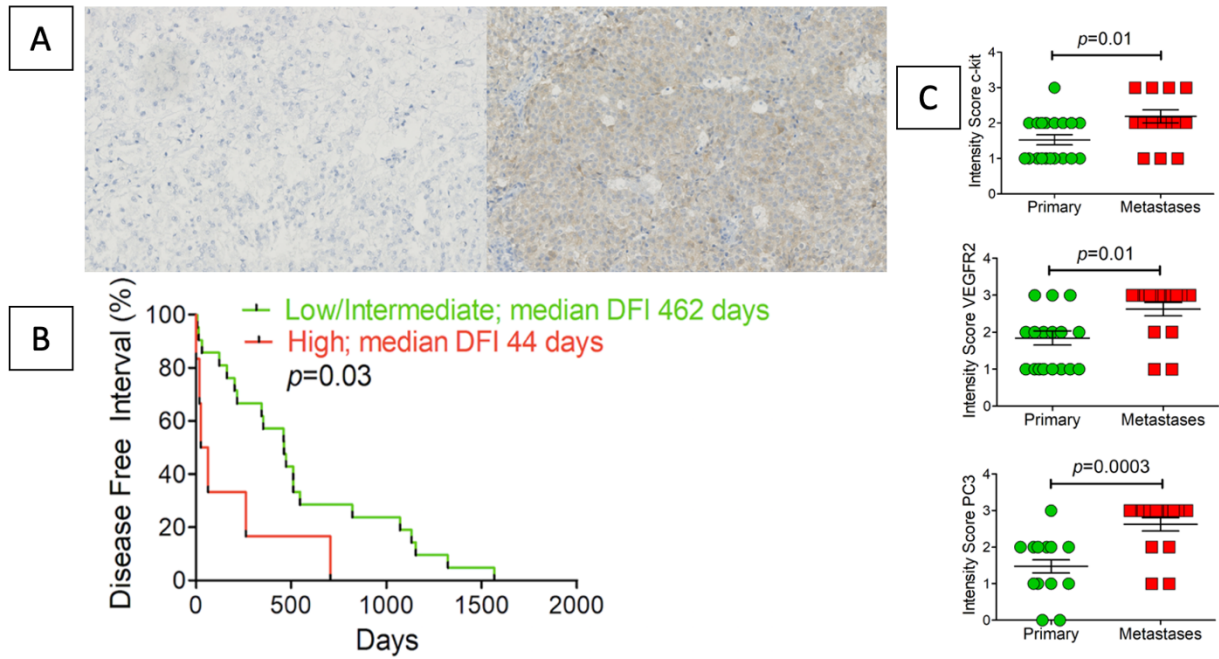 A
B
Disease Free Interval (%)
100
80
60
40
20
0
Low/Intermediate; median DFI 462 days
High; median DFI 44 days
p=0.03
0 500 1000 1500 2000
Days
C
p=0.01
Intensity Score c-kit
4
3
2
1
0
Primary Metastases
p=0.01
Intensity Score VEGFR2
4
3
2
1
0
Primary Metastases
p=0.0003
Intensity Score PC3
4
3
2
1
0
Primary Metastases